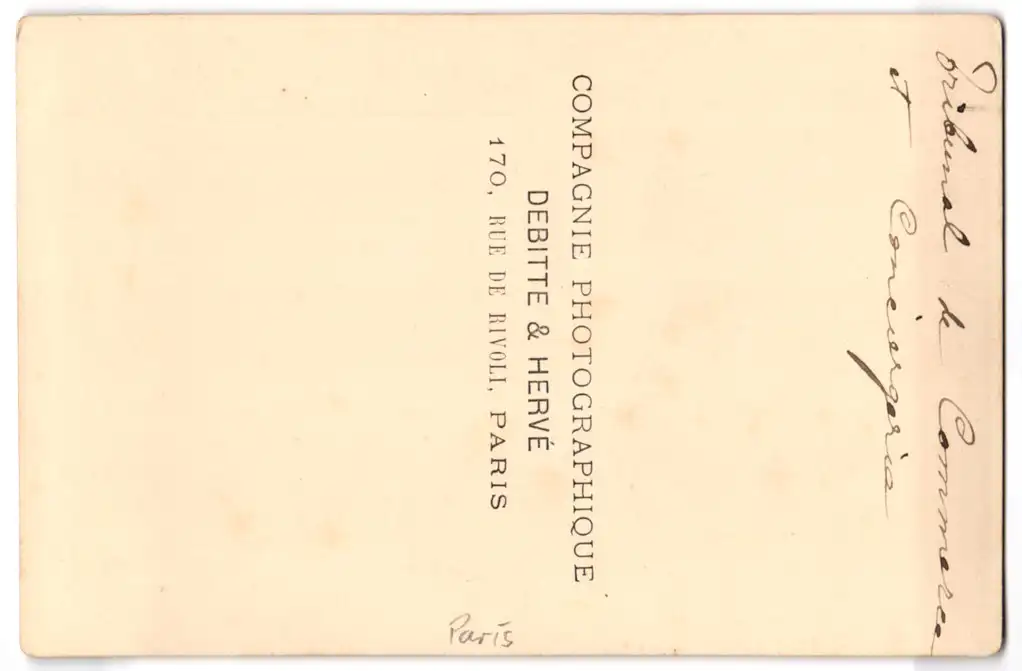 Tribunal de Commerce
et Conciergerie
COMPAGNIE PHOTOGRAPHIQUE
DEBITTE & HERVÉ
170, RUE DE RIVOLI, PARIS
Paris